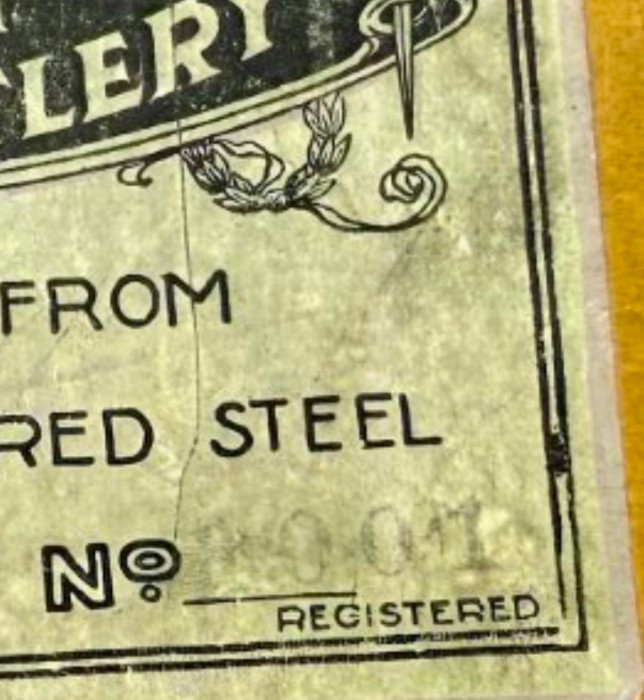 LERY
FROM
RED STEEL
Nº
REGISTERED